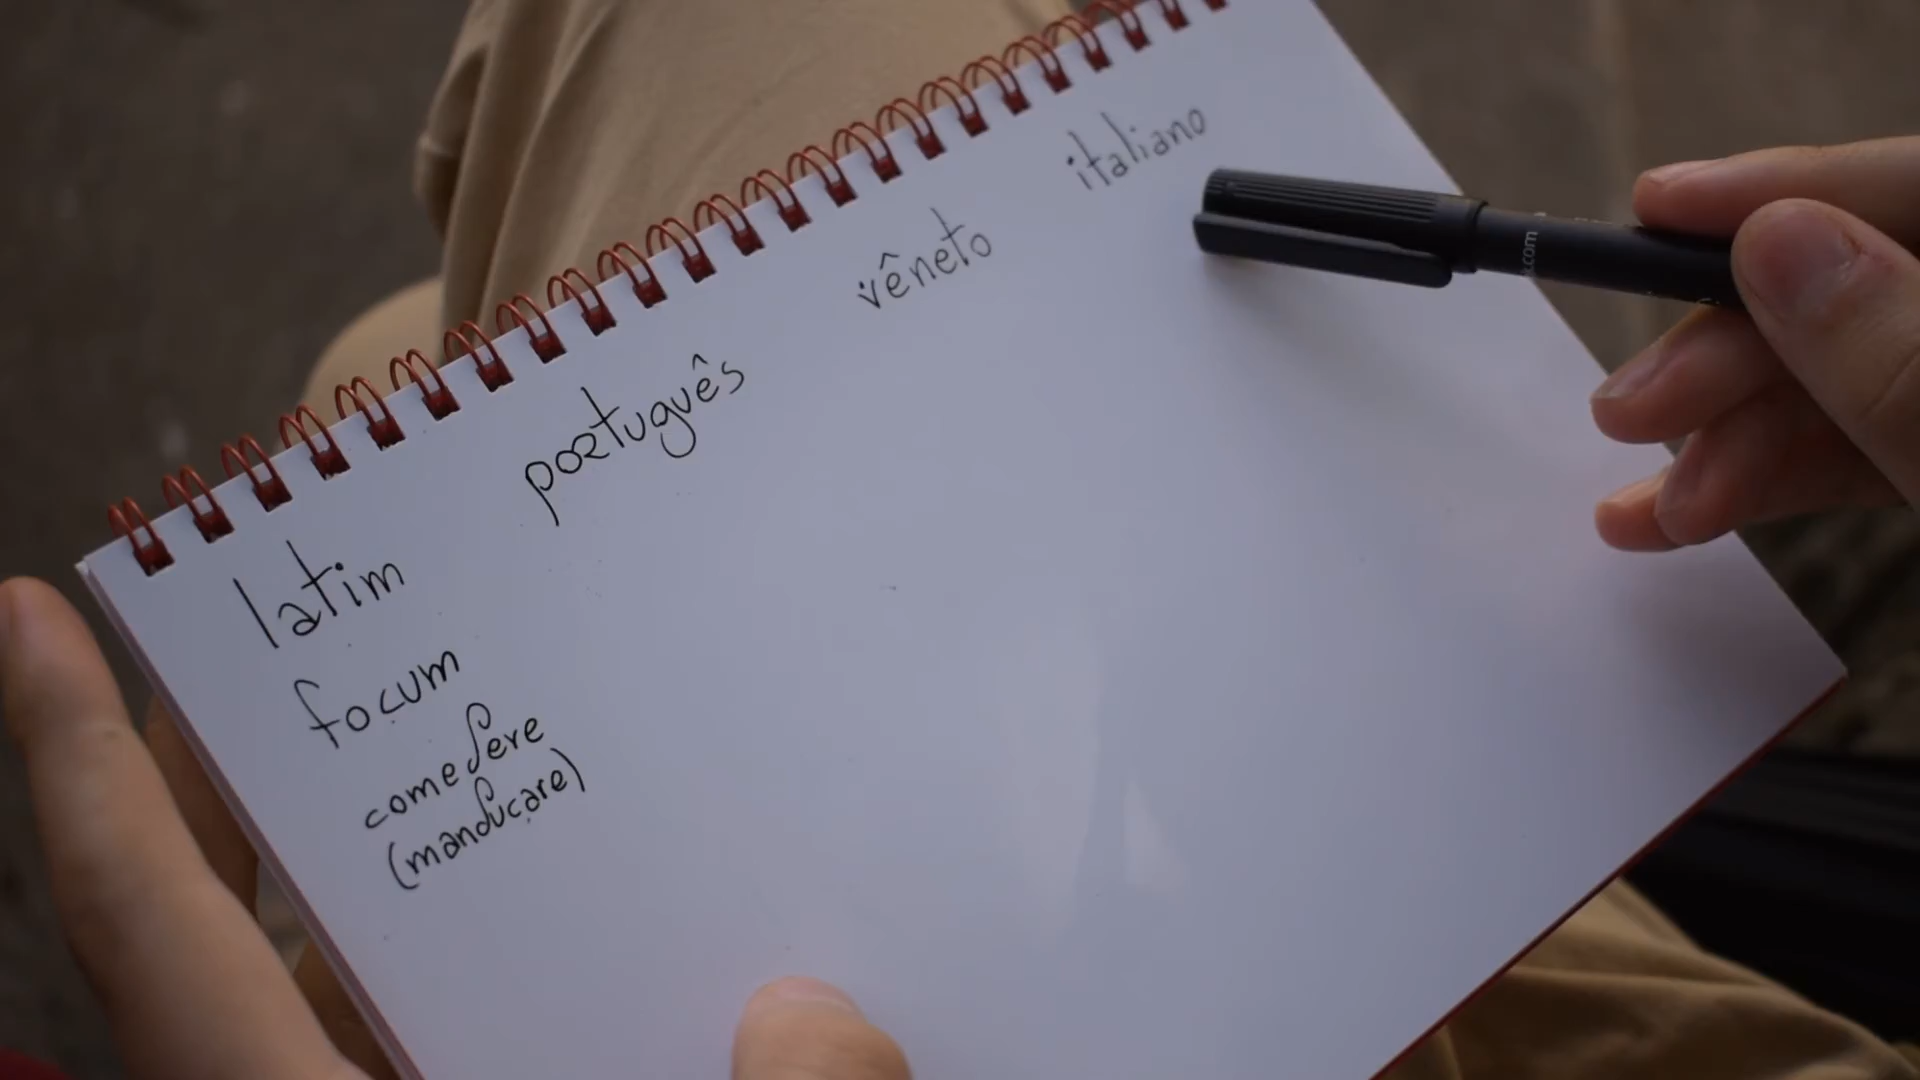 latim português vêneto italiano
focum
comedere
(manducare)